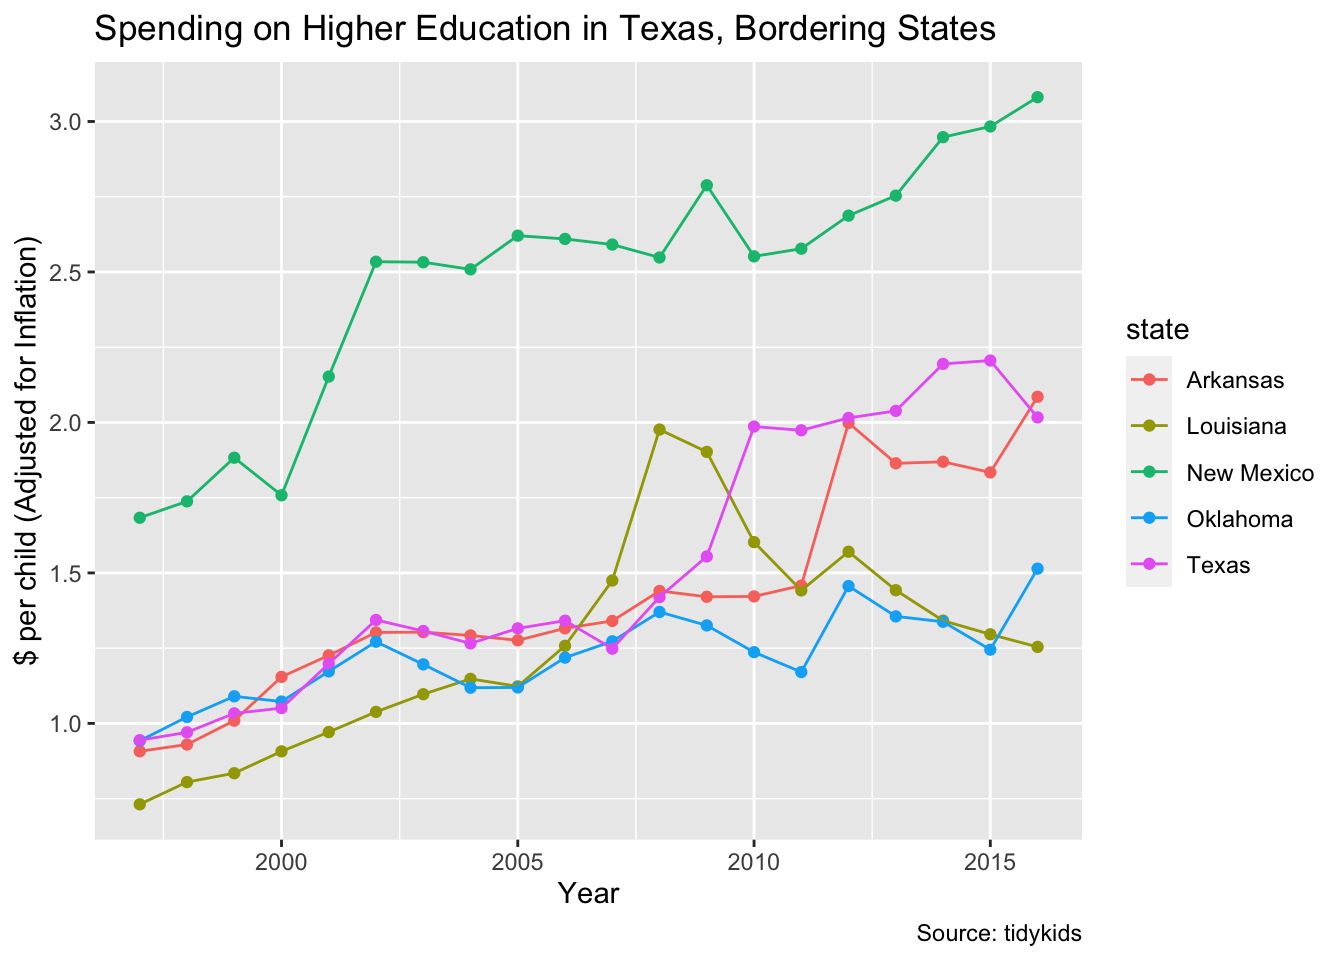 Spending on Higher Education in Texas, Bordering States
$ per child (Adjusted for Inflation)
3.0
2.5
2.0
1.5
1.0
2000 2005 2010 2015
Year
state
Arkansas
Louisiana
New Mexico
Oklahoma
Texas
Source: tidykids